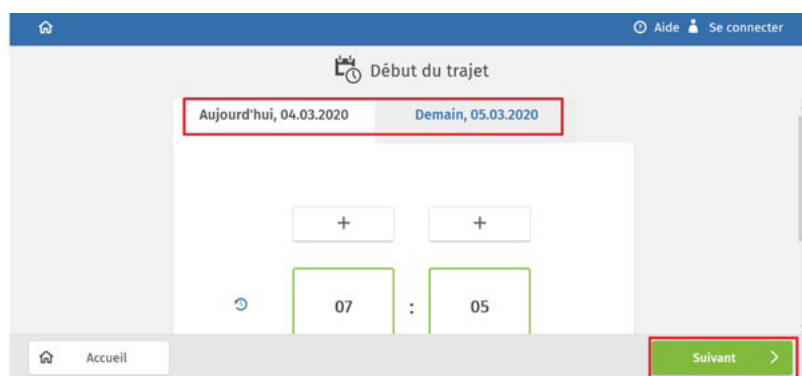 Aide Se connecter
Début du trajet
Aujourd'hui, 04.03.2020 Demain, 05.03.2020
+ +
07 : 05
Accueil Suivant